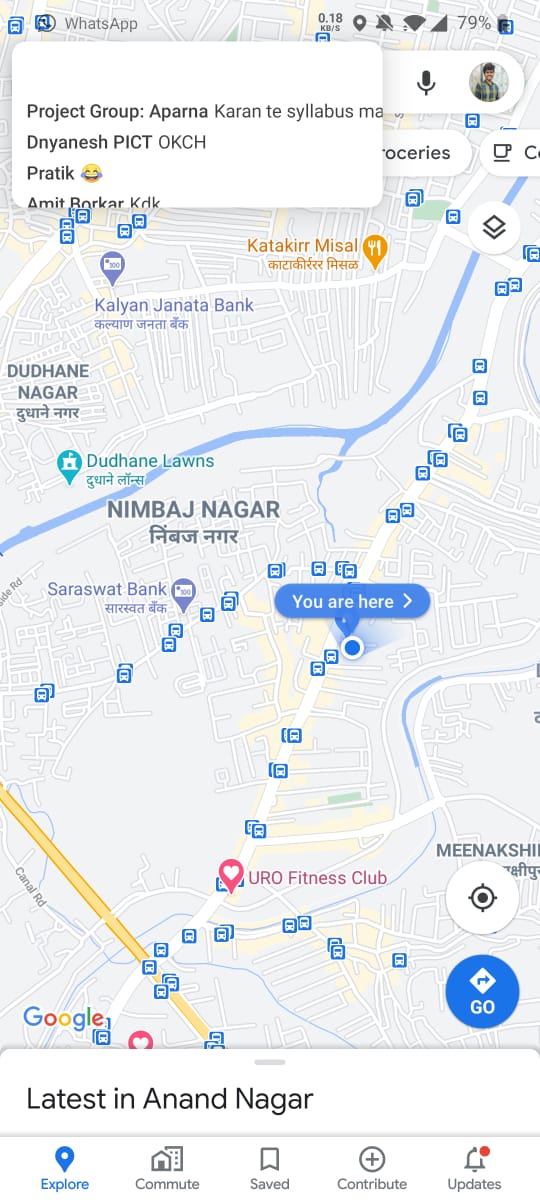 WhatsApp
0.18
KB/S
79%
Project Group: Aparna Karan te syllabus ma
Dnyanesh PICT OKCH
Pratik 😂
Amit Borkar Kdk
roceries
Katakirr Misal
काटाकीर्रर मिसळ
Kalyan Janata Bank
कल्याण जनता बँक
DUDHANE
NAGAR
दुधाने नगर
Dudhane Lawns
दुधाने लॉन्स
NIMBAJ NAGAR
निंबज नगर
Saraswat Bank
सारस्वत बँक
You are here
URO Fitness Club
MEENAKSHI
Canal Rd
GO
Google
Latest in Anand Nagar
Explore
Commute
Saved
Contribute
Updates